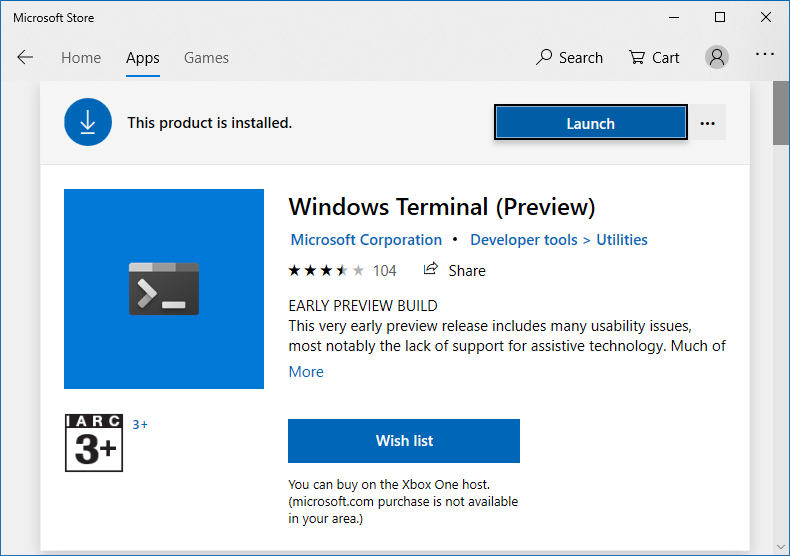 Microsoft Store
Home Apps Games Search Cart
This product is installed.
Launch
Windows Terminal (Preview)
Microsoft Corporation • Developer tools > Utilities
104 Share
EARLY PREVIEW BUILD
This very early preview release includes many usability issues,
most notably the lack of support for assistive technology. Much of
More
IARC
3+
3+
Wish list
You can buy on the Xbox One host.
(microsoft.com purchase is not available
in your area.)